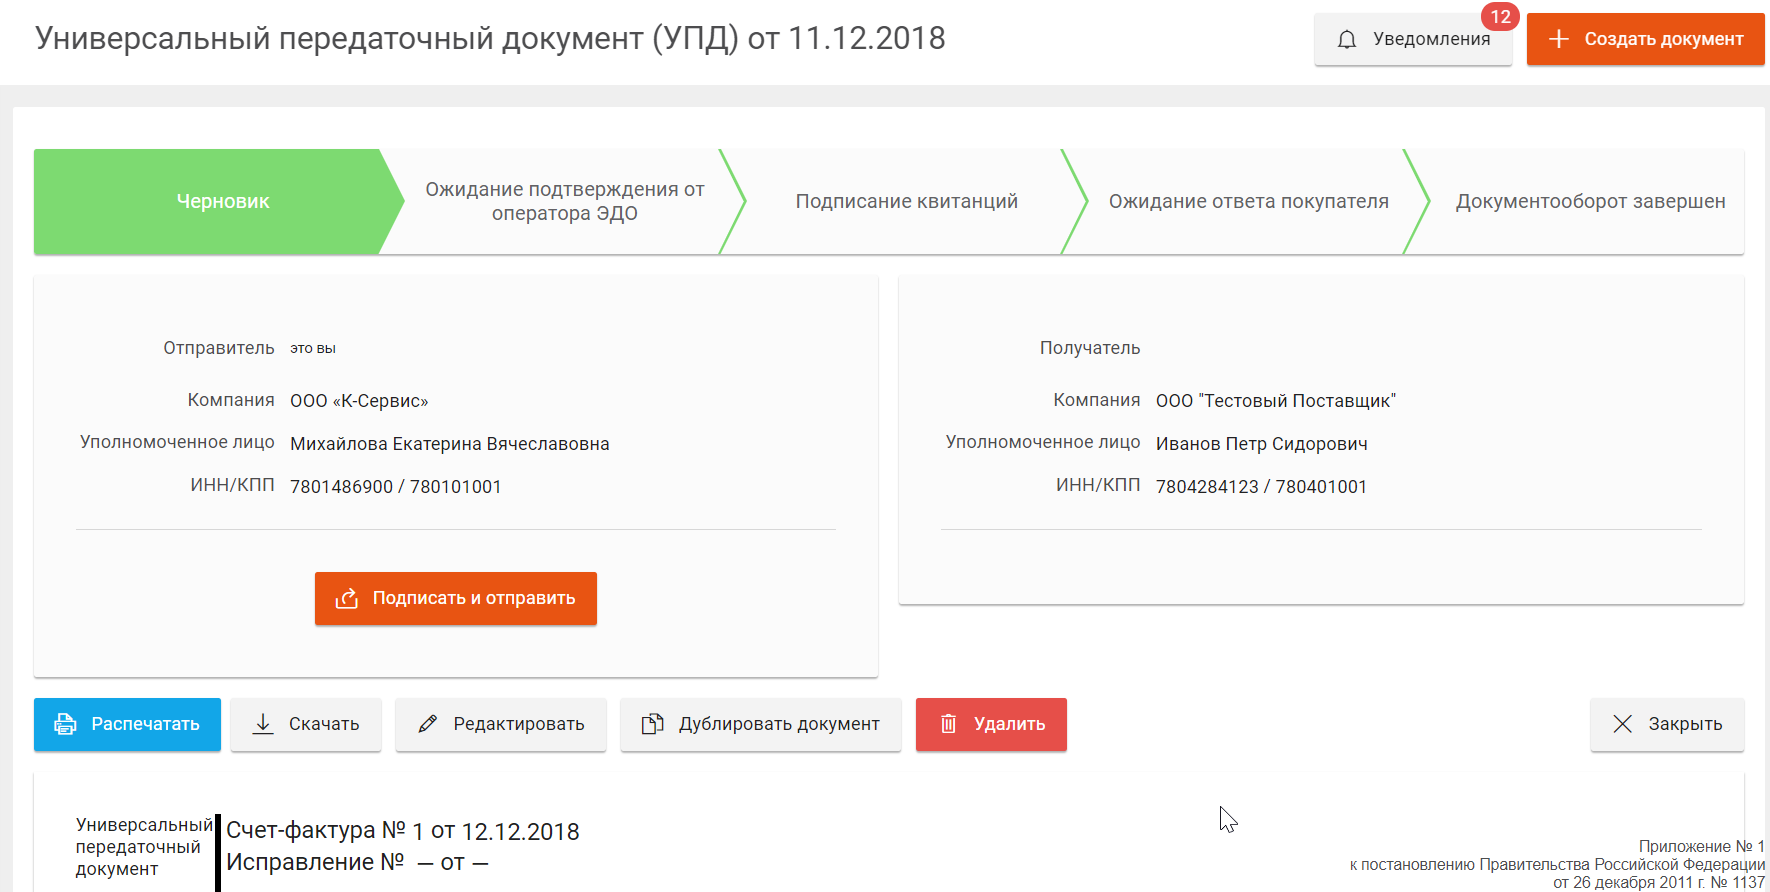 Универсальный передаточный документ (УПД) от 11.12.2018
Уведомления
12
Создать документ
Черновик
Ожидание подтверждения от
оператора ЭДО
Подписание квитанций
Ожидание ответа покупателя
Документооборот завершен
Отправитель это вы
Компания ООО «К-Сервис»
Уполномоченное лицо Михайлова Екатерина Вячеславовна
ИНН/КПП 7801486900 / 780101001
Подписать и отправить
Получатель
Компания ООО "Тестовый Поставщик"
Уполномоченное лицо Иванов Петр Сидорович
ИНН/КПП 7804284123 / 780401001
Распечатать
Скачать
Редактировать
Дублировать документ
Удалить
Закрыть
Универсальный
передаточный
документ
Счет-фактура № 1 от 12.12.2018
Исправление № — от —
Приложение № 1
к постановлению Правительства Российской Федерации
от 26 декабря 2011 г. № 1137